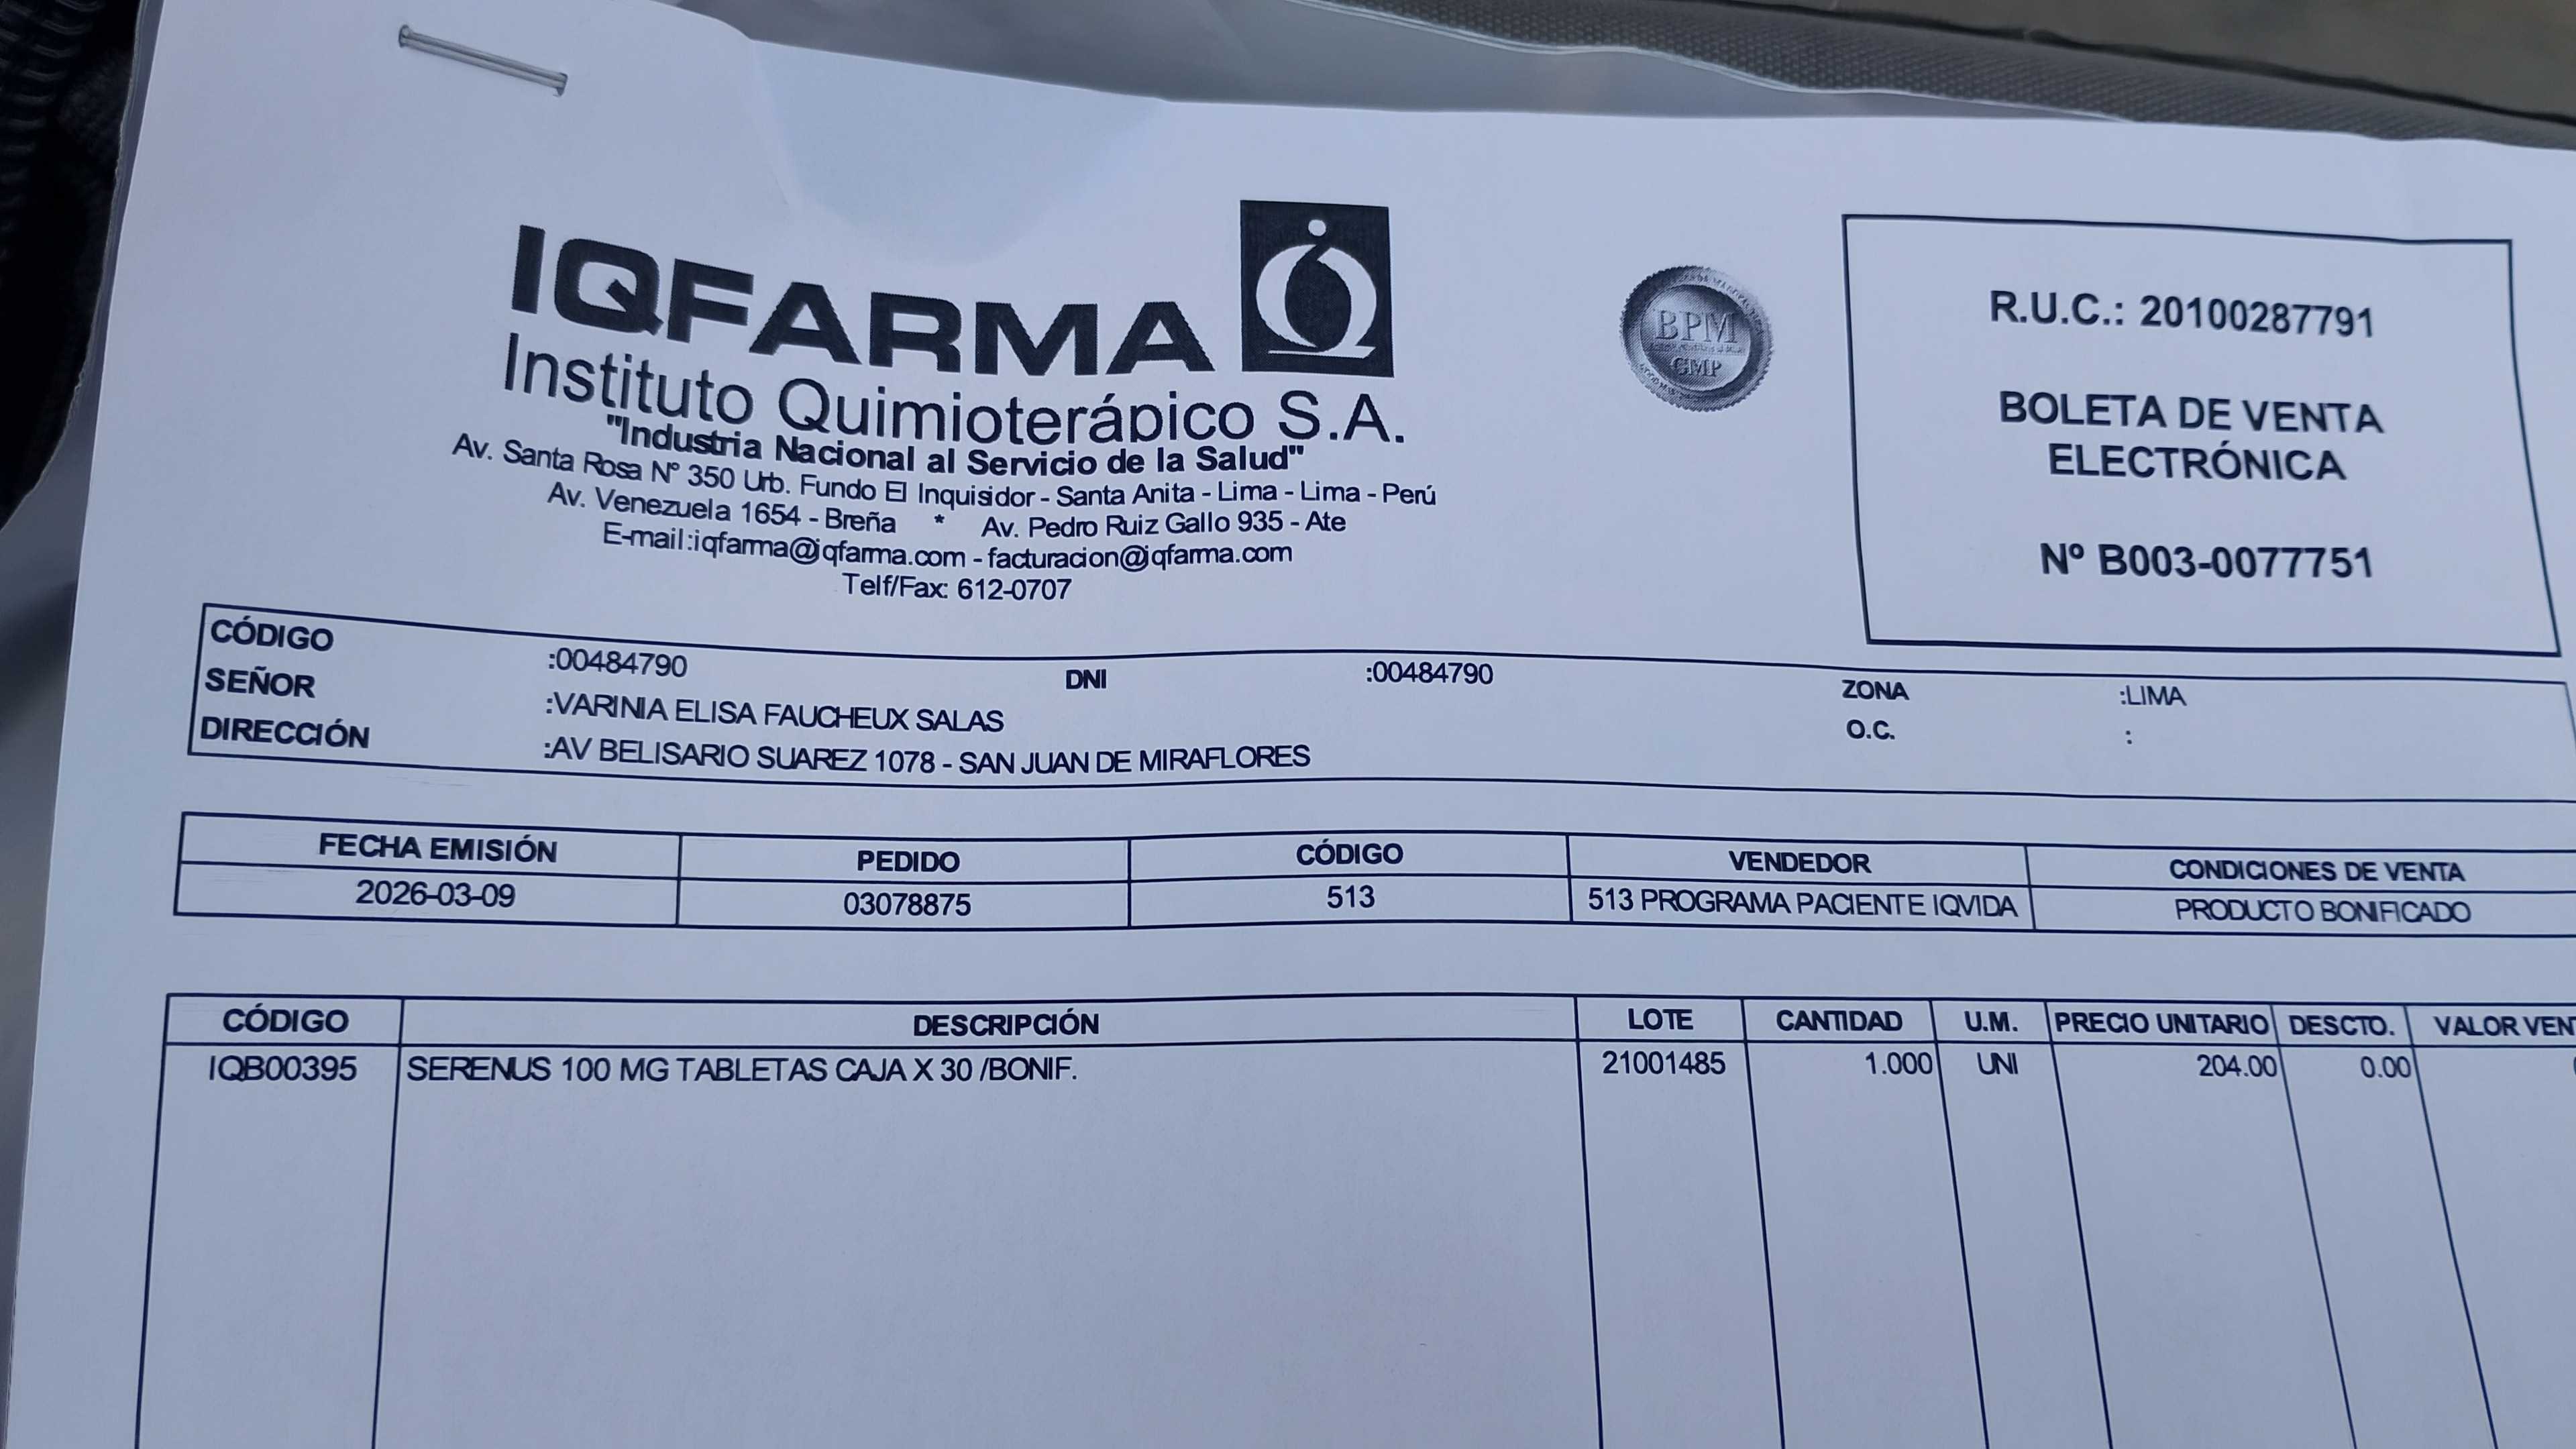 IQFARMA
Instituto Quimioterápico S.A.
"Industria Nacional al Servicio de la Salud"
Av. Santa Rosa Nº 350 Urb. Fundo El Inquisidor - Santa Anita - Lima - Lima - Perú
Av. Venezuela 1654 - Breña * Av. Pedro Ruiz Gallo 935 - Ate
E-mail:iqfarma@iqfarma.com - facturacion@iqfarma.com
Telf/Fax: 612-0707
BPM
GMP
R.U.C.: 20100287791
BOLETA DE VENTA
ELECTRÓNICA
Nº B003-0077751
CÓDIGO :00484790 DNI :00484790 ZONA :LIMA
SEÑOR :VARINIA ELISA FAUCHEUX SALAS O.C. :
DIRECCIÓN :AV BELISARIO SUAREZ 1078 - SAN JUAN DE MIRAFLORES
FECHA EMISIÓN PEDIDO CÓDIGO VENDEDOR CONDICIONES DE VENTA
2026-03-09 03078875 513 513 PROGRAMA PACIENTE IQVIDA PRODUCTO BONIFICADO
CÓDIGO DESCRIPCIÓN LOTE CANTIDAD U.M. PRECIO UNITARIO DESCTO. VALOR VEN
IQB00395 SERENUS 100 MG TABLETAS CAJA X 30 /BONIF. 21001485 1.000 UNI 204.00 0.00